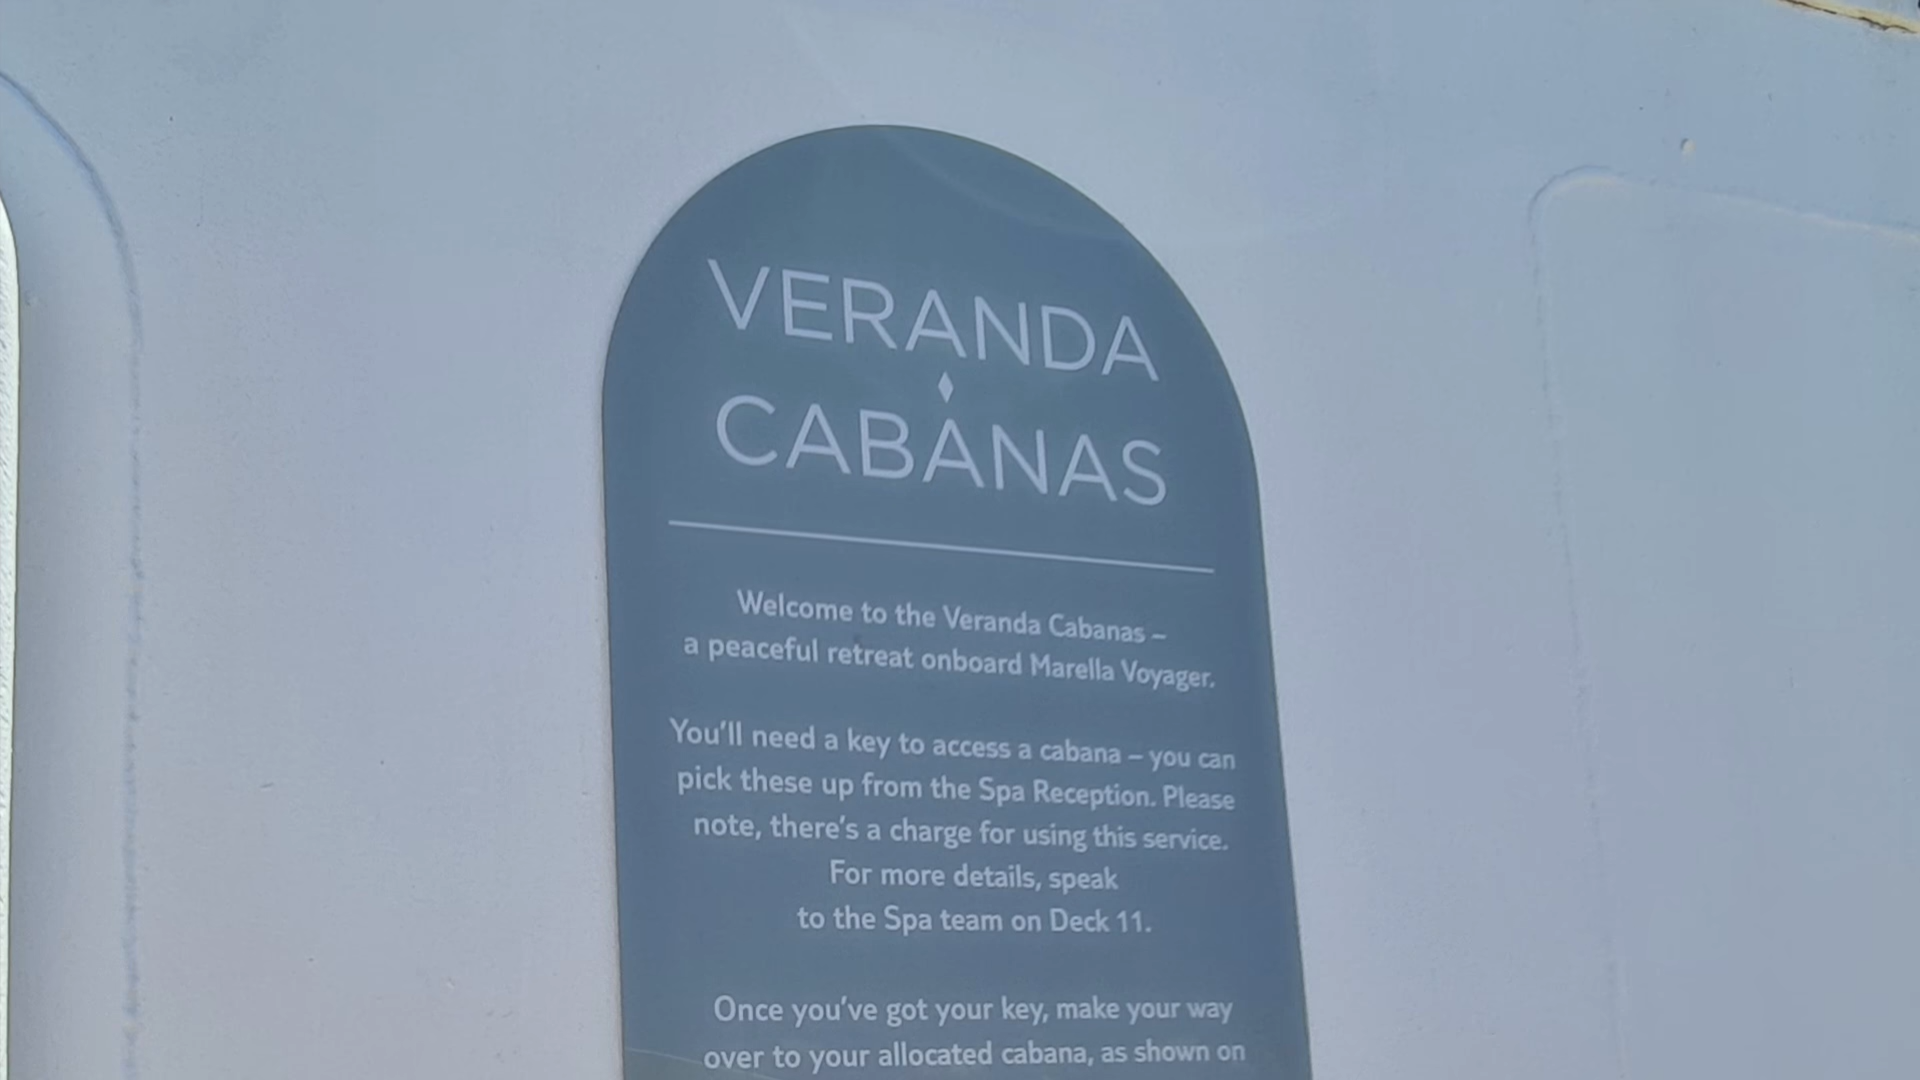 VERANDA
CABANAS
Welcome to the Veranda Cabanas –
a peaceful retreat onboard Marella Voyager.
You'll need a key to access a cabana – you can
pick these up from the Spa Reception. Please
note, there's a charge for using this service.
For more details, speak
to the Spa team on Deck 11.
Once you've got your key, make your way
over to your allocated cabana, as shown on